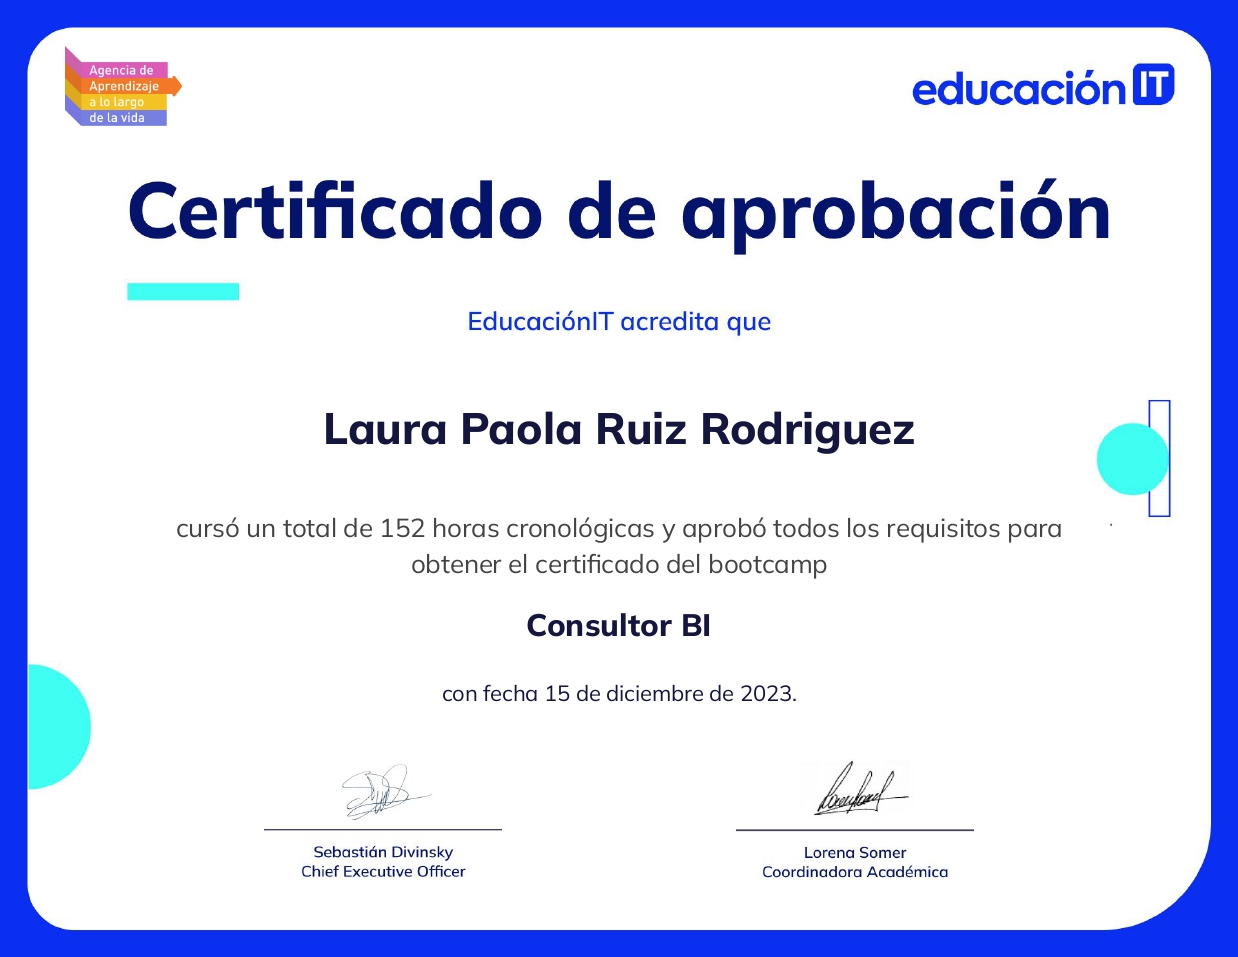 Agencia de
Aprendizaje
a lo largo
de la vida
educación IT
Certificado de aprobación
EducaciónIT acredita que
Laura Paola Ruiz Rodriguez
cursó un total de 152 horas cronológicas y aprobó todos los requisitos para
obtener el certificado del bootcamp
Consultor BI
con fecha 15 de diciembre de 2023.
Sebastián Divinsky
Chief Executive Officer
Lorena Somer
Coordinadora Académica